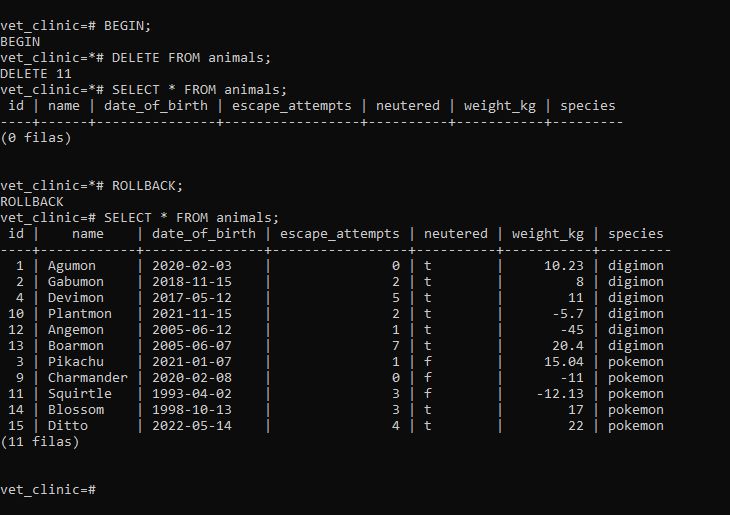 vet_clinic=# BEGIN;
BEGIN
vet_clinic=*# DELETE FROM animals;
DELETE 11
vet_clinic=*# SELECT * FROM animals;
 id | name | date_of_birth | escape_attempts | neutered | weight_kg | species
----+------+---------------+-----------------+----------+-----------+---------
(0 filas)

vet_clinic=*# ROLLBACK;
ROLLBACK
vet_clinic=# SELECT * FROM animals;
 id |    name    | date_of_birth | escape_attempts | neutered | weight_kg | species
----+------------+---------------+-----------------+----------+-----------+---------
  1 | Agumon     | 2020-02-03    |               0 | t        |     10.23 | digimon
  2 | Gabumon    | 2018-11-15    |               2 | t        |         8 | digimon
  4 | Devimon    | 2017-05-12    |               5 | t        |        11 | digimon
 10 | Plantmon   | 2021-11-15    |               2 | t        |      -5.7 | digimon
 12 | Angemon    | 2005-06-12    |               1 | t        |       -45 | digimon
 13 | Boarmon    | 2005-06-07    |               7 | t        |      20.4 | digimon
  3 | Pikachu    | 2021-01-07    |               1 | f        |     15.04 | pokemon
  9 | Charmander | 2020-02-08    |               0 | f        |       -11 | pokemon
 11 | Squirtle   | 1993-04-02    |               3 | f        |    -12.13 | pokemon
 14 | Blossom    | 1998-10-13    |               3 | t        |        17 | pokemon
 15 | Ditto      | 2022-05-14    |               4 | t        |        22 | pokemon
(11 filas)

vet_clinic=#